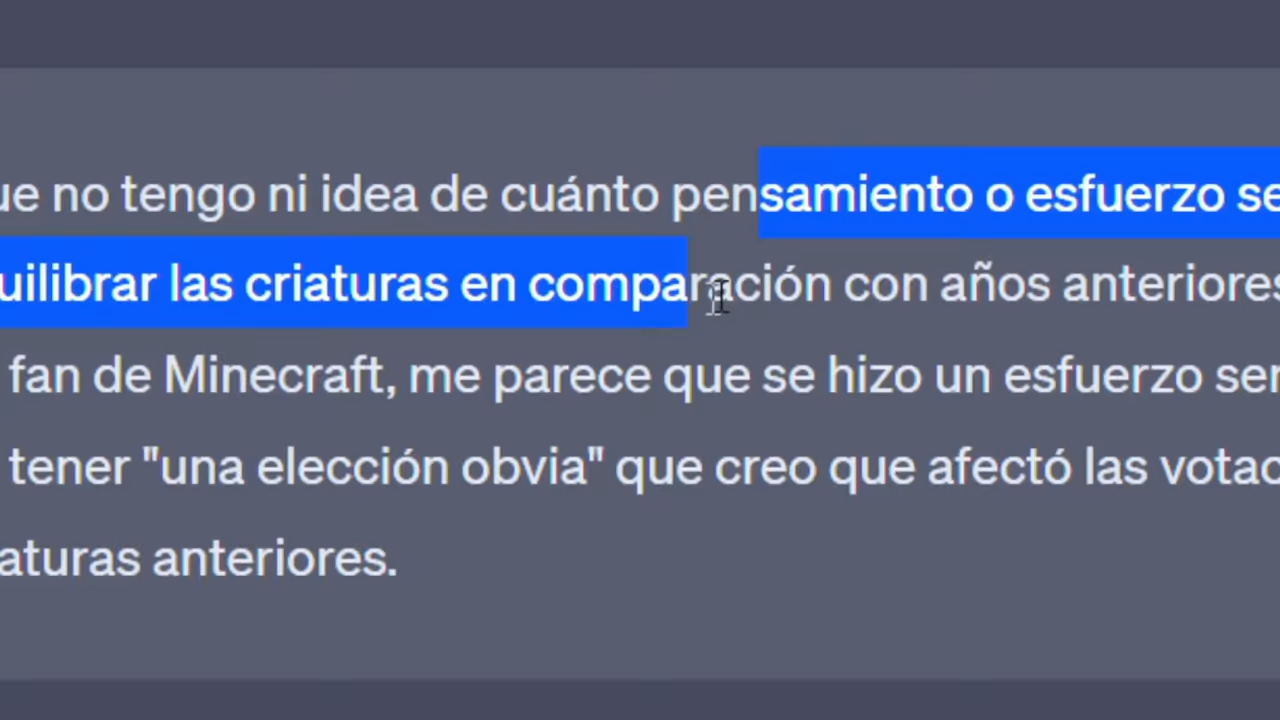 ue no tengo ni idea de cuánto pensamiento o esfuerzo se
uilibrar las criaturas en comparación con años anteriores
fan de Minecraft, me parece que se hizo un esfuerzo ser
tener "una elección obvia" que creo que afectó las votac
aturas anteriores.